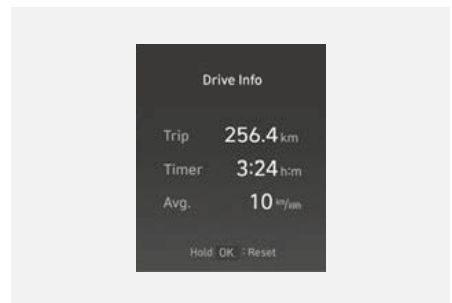 Drive Info
Trip 256.4 km
Timer 3:24 h:m
Avg. 10 km/kWh
Hold OK : Reset